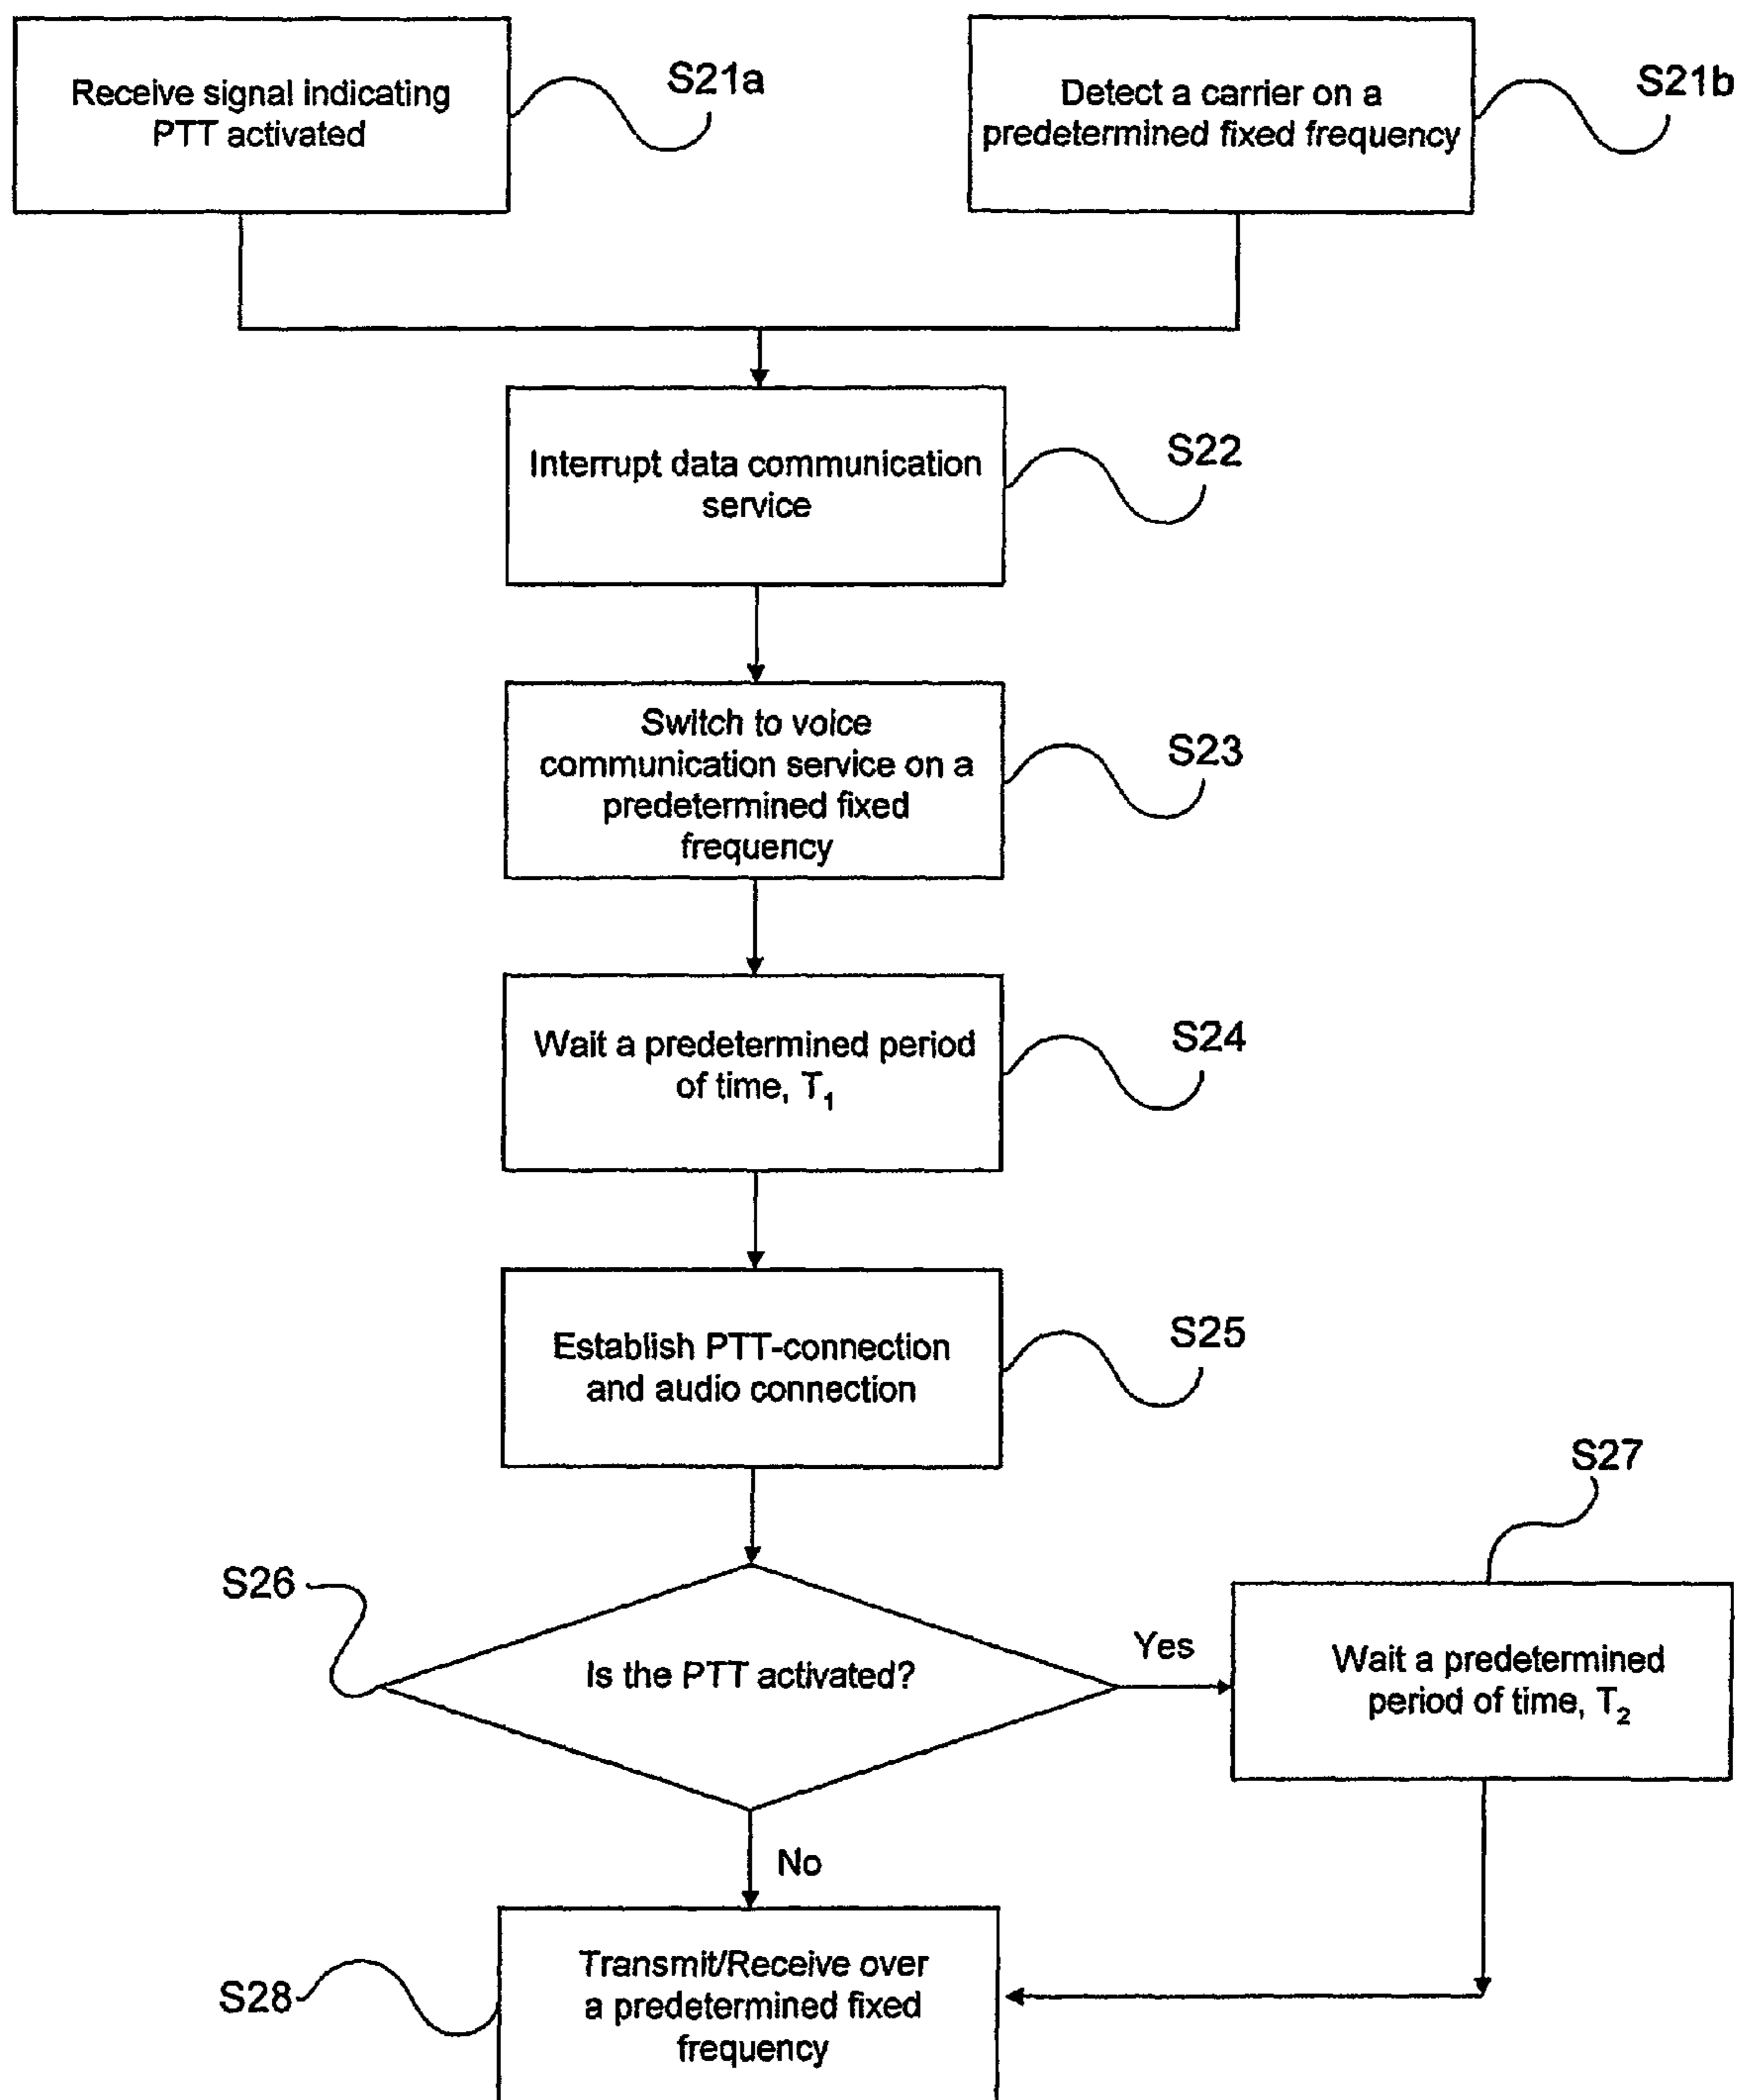 Receive signal indicating
PTT activated
S21a
Detect a carrier on a
predetermined fixed frequency
S21b
Interrupt data communication
service
S22
Switch to voice
communication service on a
predetermined fixed
frequency
S23
Wait a predetermined period
of time, T₁
S24
Establish PTT-connection
and audio connection
S25
S26
Is the PTT activated?
Yes
S27
Wait a predetermined
period of time, T₂
No
S28
Transmit/Receive over
a predetermined fixed
frequency